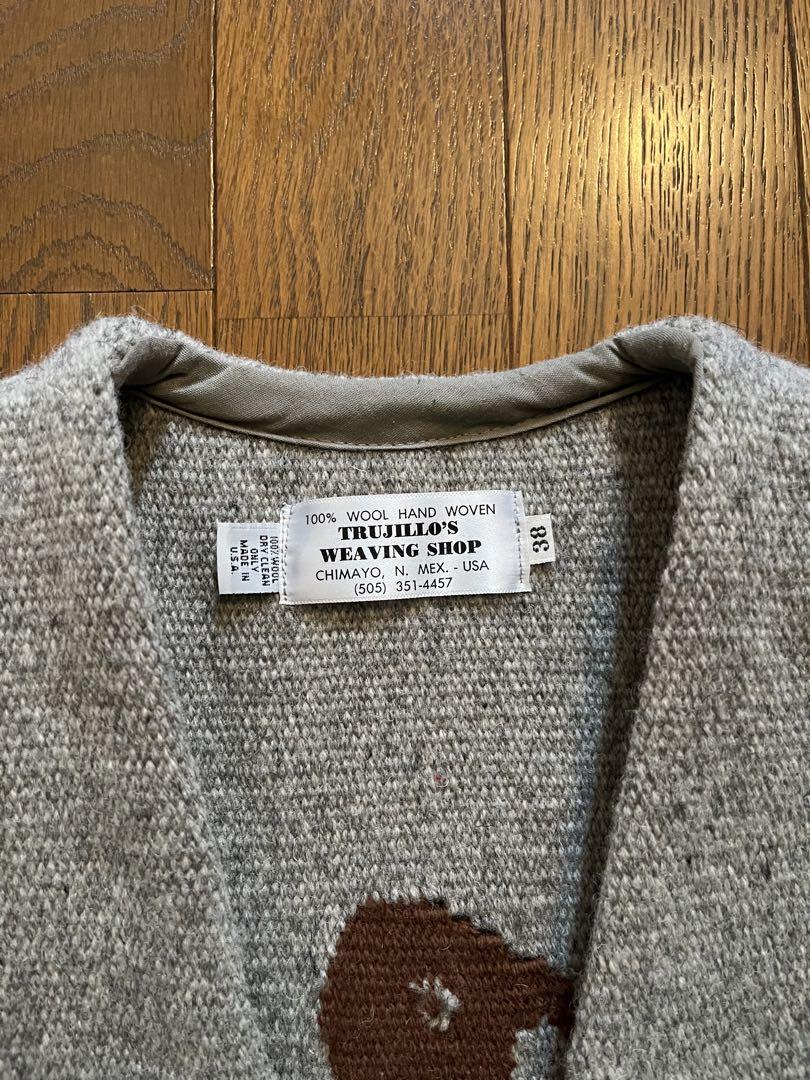 100% WOOL HAND WOVEN
TRUJILLO'S
WEAVING SHOP
CHIMAYO, N. MEX. - USA
(505) 351-4457
100% WOOL
DRY CLEAN
ONLY
MADE IN
U.S.A.
38